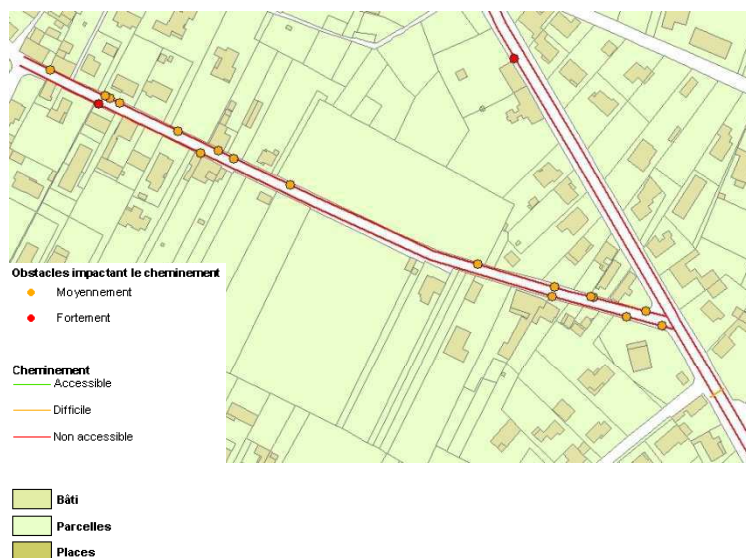 Obstacles impactant le cheminement
Moyennement
Fortement
Cheminement
Accessible
Difficile
Non accessible
Bâti
Parcelles
Places